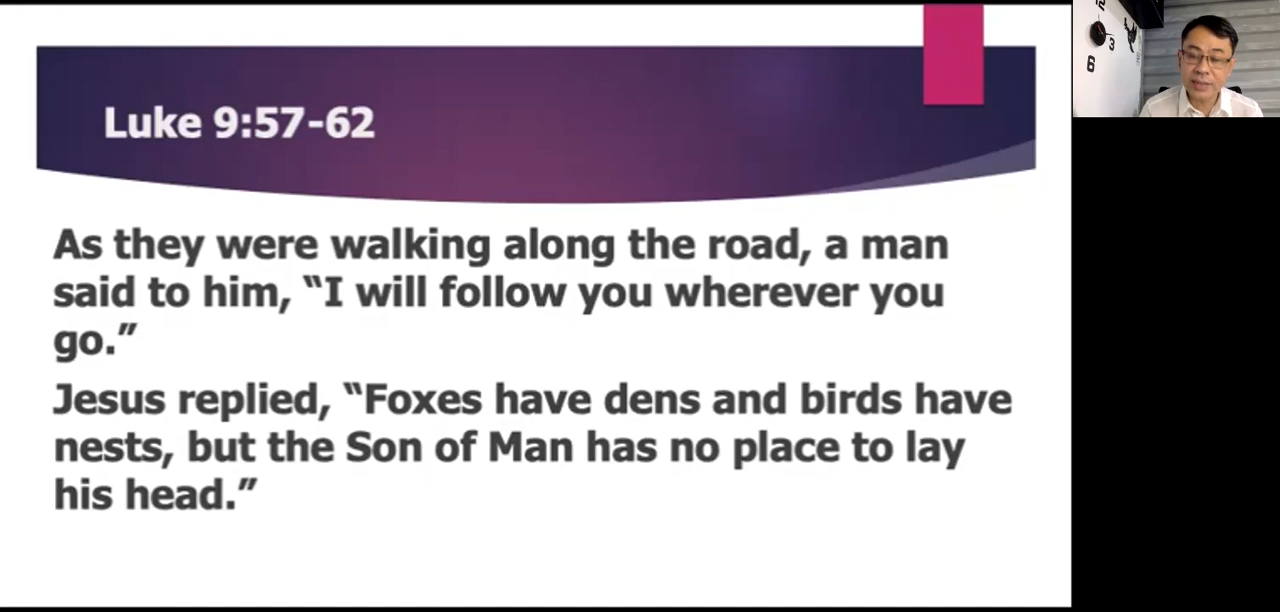 Luke 9:57-62
As they were walking along the road, a man
said to him, “I will follow you wherever you
go.”
Jesus replied, “Foxes have dens and birds have
nests, but the Son of Man has no place to lay
his head.”
3
6